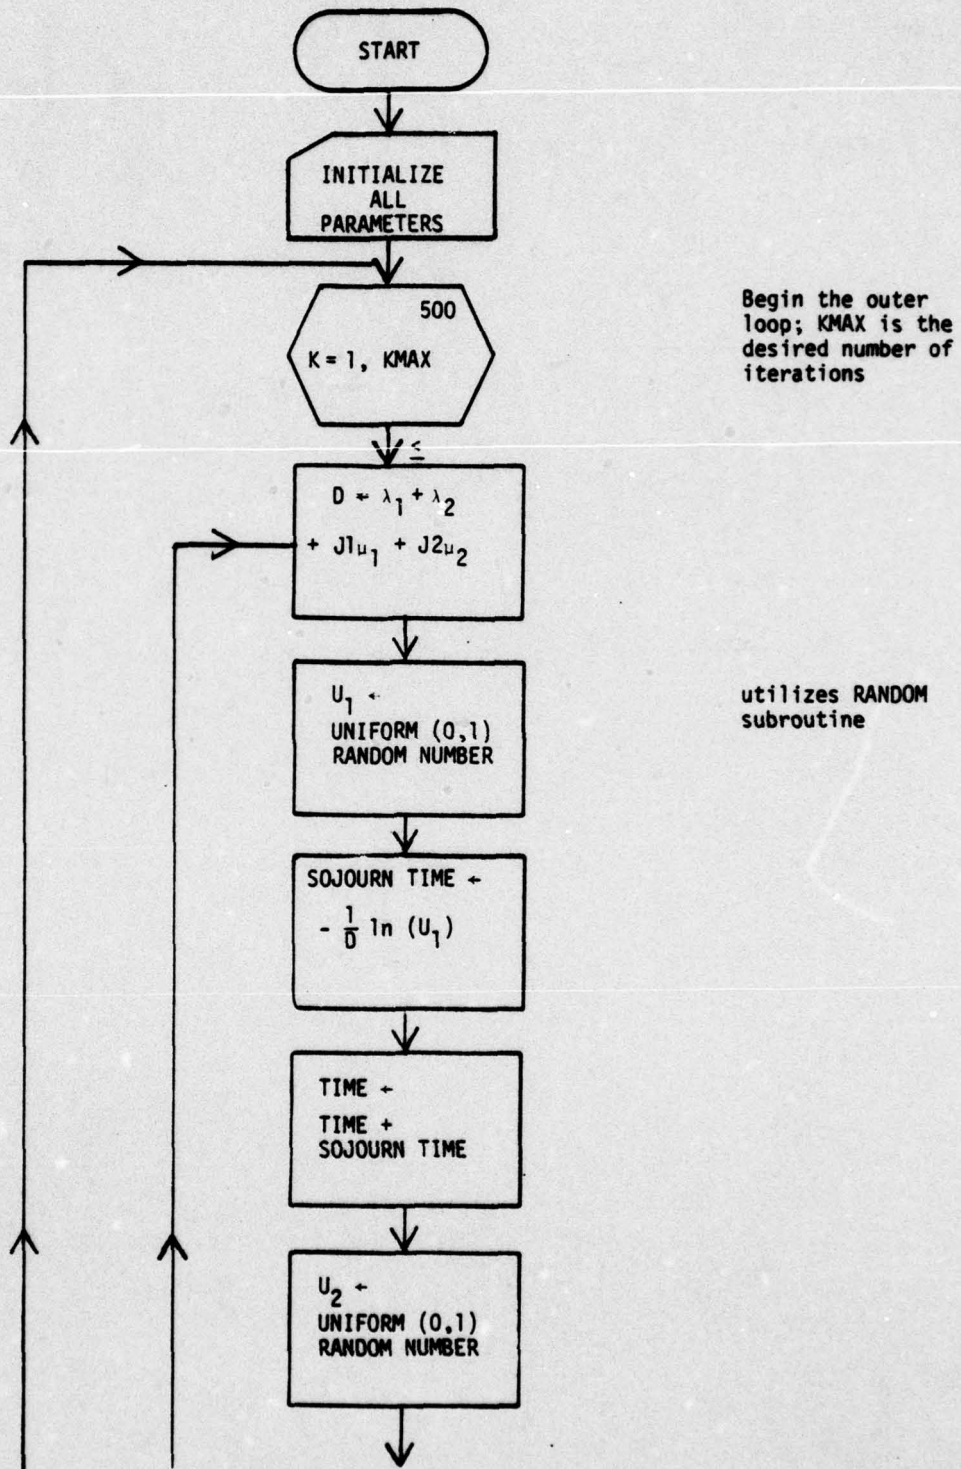 START
INITIALIZE
ALL
PARAMETERS
500
K = 1, KMAX
Begin the outer
loop; KMAX is the
desired number of
iterations
≤
D ← λ₁ + λ₂
+ J1μ₁ + J2μ₂
U₁ ←
UNIFORM (0,1)
RANDOM NUMBER
utilizes RANDOM
subroutine
SOJOURN TIME ←
- 1/D ln (U₁)
TIME ←
TIME +
SOJOURN TIME
U₂ ←
UNIFORM (0,1)
RANDOM NUMBER